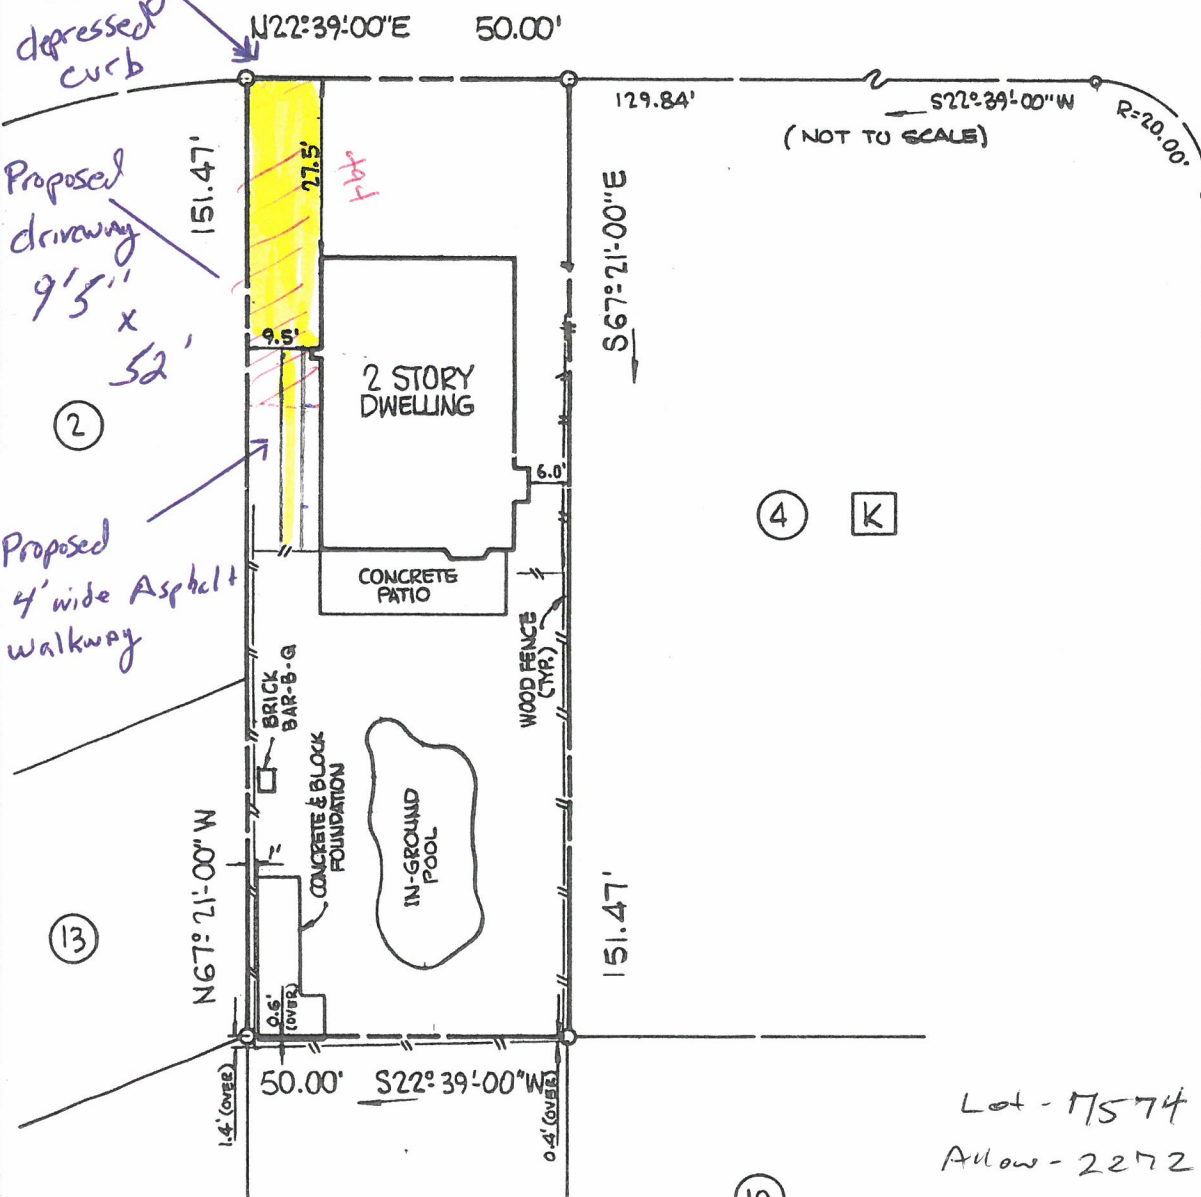 depressed
curb
N22°39'00"E 50.00'
129.84'
S22°39'-00"W
(NOT TO SCALE)
R=20.00'
151.47'
27.5'
Proposed
driveway
9'5"
x
52'
S67°21'-00"E
9.5'
2 STORY
DWELLING
2
6.0'
4
K
Proposed
4' wide Asphalt
walkway
CONCRETE
PATIO
WOOD FENCE
(TYP.)
BRICK
BAR-B-Q
CONCRETE & BLOCK
FOUNDATION
IN-GROUND
POOL
N67°21'-00"W
1"
13
151.47'
0.6'
(OVER)
50.00' S22°39'-00"W
1.4' (OVER)
0.4' (OVER)
Lot - 7574
Allow - 2272